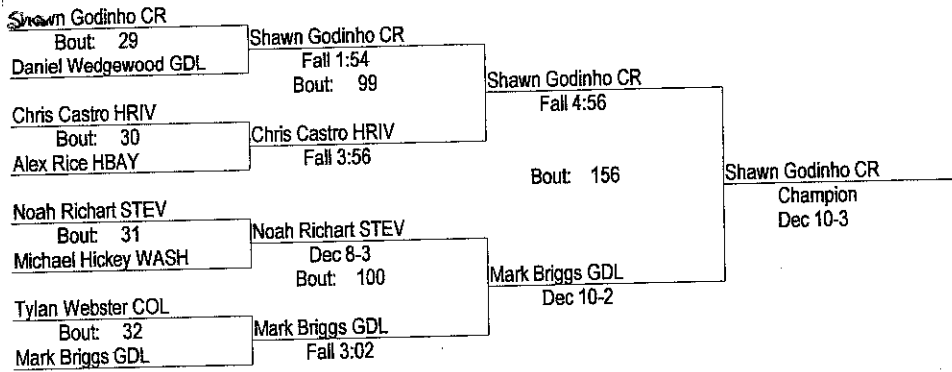 Shawn Godinho CR
Bout: 29
Daniel Wedgewood GDL
Chris Castro HRIV
Bout: 30
Alex Rice HBAY
Noah Richart STEV
Bout: 31
Michael Hickey WASH
Tylan Webster COL
Bout: 32
Mark Briggs GDL
Shawn Godinho CR
Fall 1:54
Bout: 99
Chris Castro HRIV
Fall 3:56
Noah Richart STEV
Dec 8-3
Bout: 100
Mark Briggs GDL
Fall 3:02
Shawn Godinho CR
Fall 4:56
Bout: 156
Mark Briggs GDL
Dec 10-2
Shawn Godinho CR
Champion
Dec 10-3